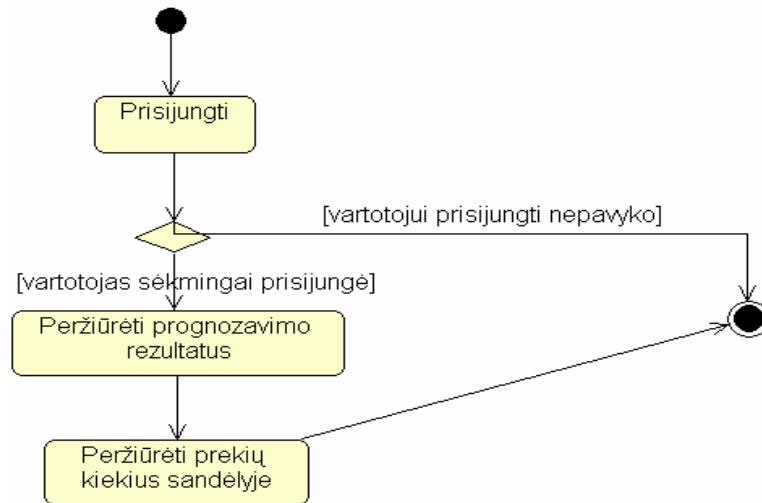 Prisijungti
[vartotojui prisijungti nepavyko]
[vartotojas sėkmingai prisijungė]
Peržiūrėti prognozavimo
rezultatus
Peržiūrėti prekių
kiekius sandėlyje